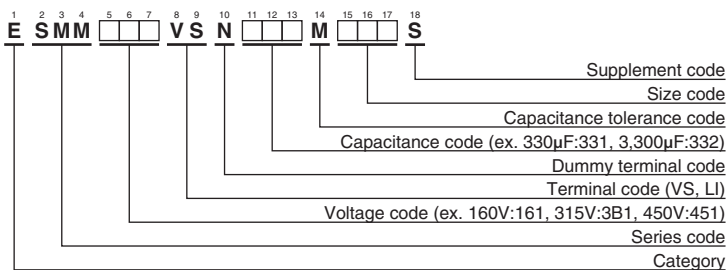 1 2 3 4 5 6 7 8 9 10 11 12 13 14 15 16 17 18
E SMM VS N M S
Supplement code
Size code
Capacitance tolerance code
Capacitance code (ex. 330μF:331, 3,300μF:332)
Dummy terminal code
Terminal code (VS, LI)
Voltage code (ex. 160V:161, 315V:3B1, 450V:451)
Series code
Category